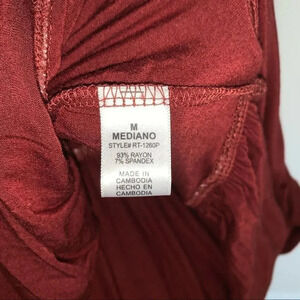 M
MEDIANO
STYLE# RT-1260P
93% RAYON
7% SPANDEX
MADE IN
CAMBODIA
HECHO EN
CAMBODIA